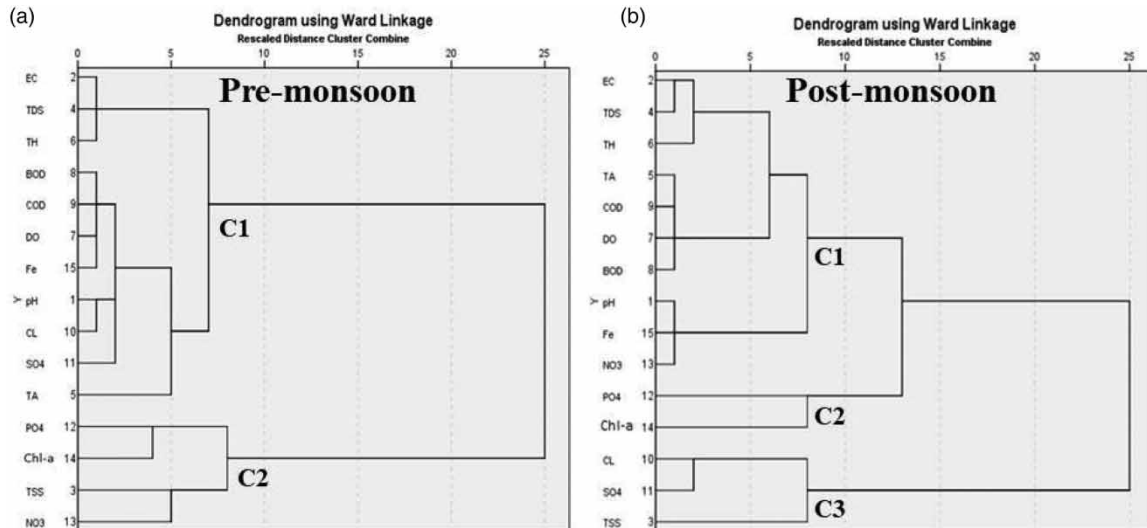 (a)
Dendrogram using Ward Linkage
Rescaled Distance Cluster Combine
0 5 10 15 20 25
Pre-monsoon
EC 2
TDS 4
TH 6
BOD 8
COD 9
DO 7
Fe 15
Y pH 1
CL 10
SO4 11
TA 5
PO4 12
Chl-a 14
TSS 3
NO3 13
C1
C2
(b)
Dendrogram using Ward Linkage
Rescaled Distance Cluster Combine
0 5 10 15 20 25
Post-monsoon
EC 2
TDS 4
TH 6
TA 5
COD 9
DO 7
BOD 8
Y pH 1
Fe 15
NO3 13
PO4 12
Chl-a 14
CL 10
SO4 11
TSS 3
C1
C2
C3